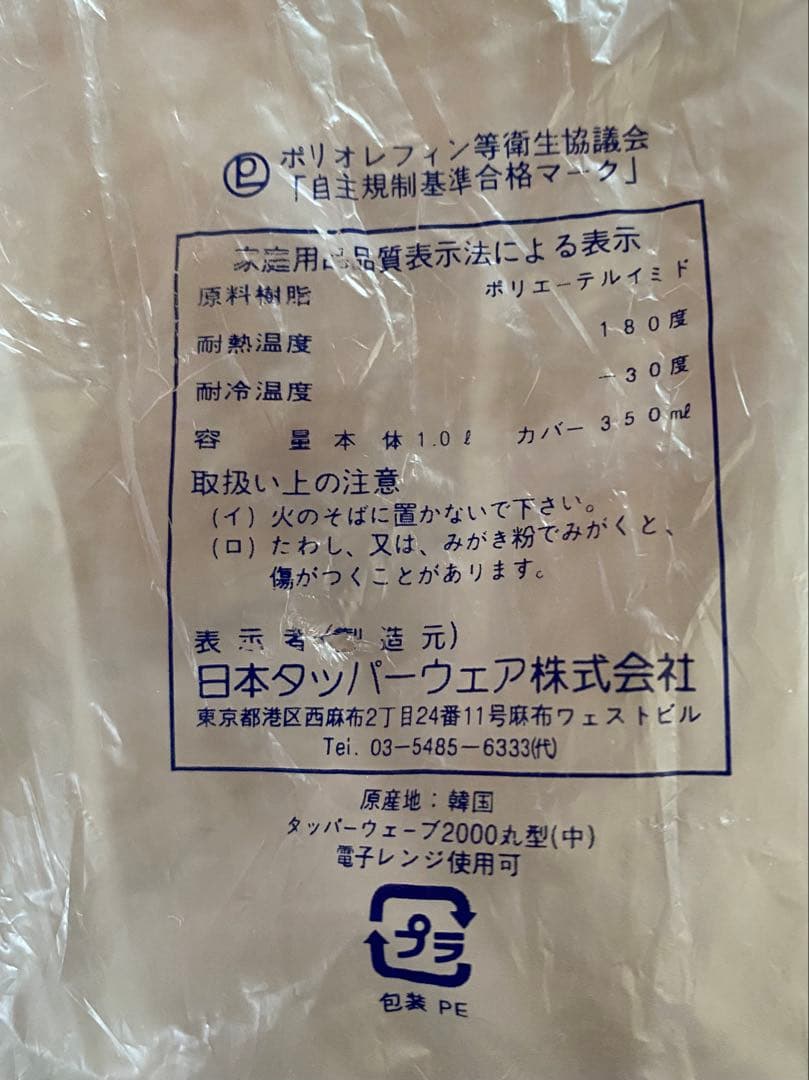 ポリオレフィン等衛生協議会
「自主規制基準合格マーク」
家庭用品品質表示法による表示
原料樹脂 ポリエーテルイミド
耐熱温度 180度
耐冷温度 −30度
容量 本体1.0ℓ カバー350㎖
取扱い上の注意
(イ) 火のそばに置かないで下さい。
(ロ) たわし、又は、みがき粉でみがくと、
傷がつくことがあります。
表示者(製造元)
日本タッパーウェア株式会社
東京都港区西麻布2丁目24番11号麻布ウェストビル
Tel. 03-5485-6333(代)
原産地：韓国
タッパーウェーブ2000丸型(中)
電子レンジ使用可
プラ
包装 PE